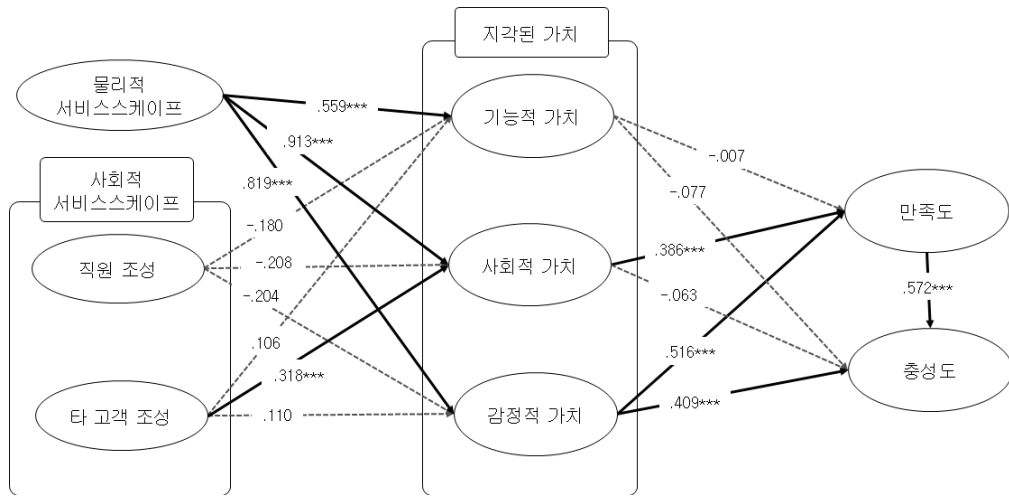 지각된 가치
물리적
서비스스케이프
.559***
기능적 가치
.913***
-.007
사회적
서비스스케이프
.819***
-.077
만족도
-.180
직원 조성
-.208
사회적 가치
.386***
-.204
-.063
.572***
.106
.516***
.318***
충성도
타 고객 조성
.110
감정적 가치
.409***